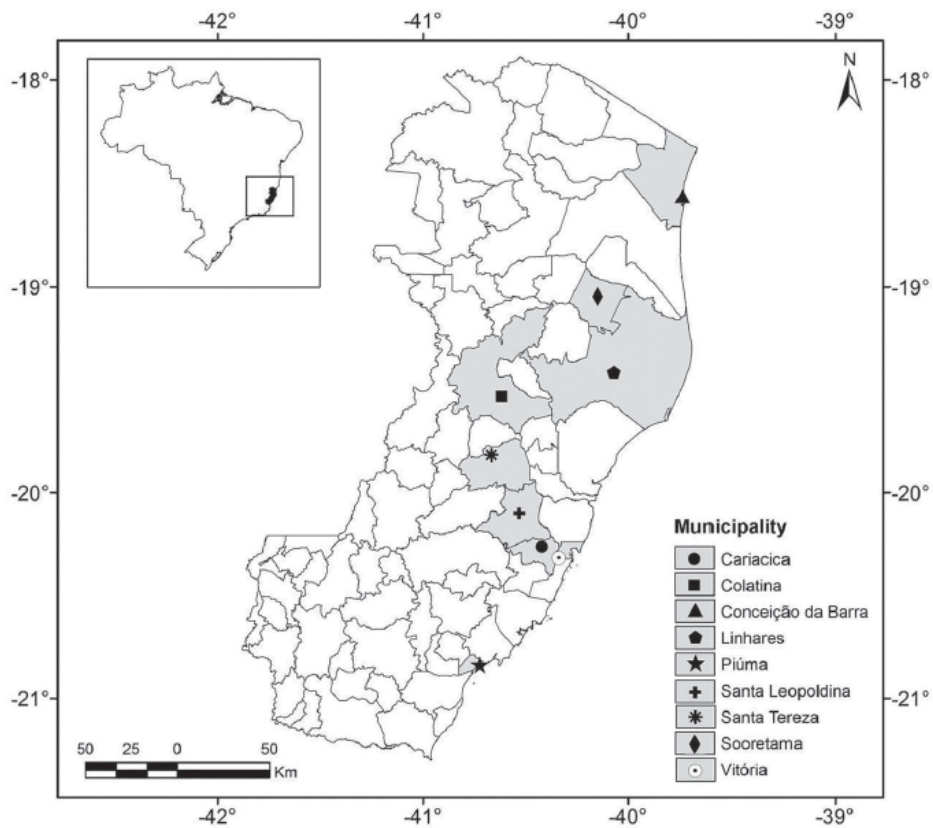 -42° -41° -40° -39°
-18° -18°
N
-19° -19°
-20° -20°
Municipality
Cariacica
Colatina
Conceição da Barra
Linhares
Piúma
Santa Leopoldina
Santa Tereza
Sooretama
Vitória
-21° -21°
50 25 0 50
Km
-42° -41° -40° -39°